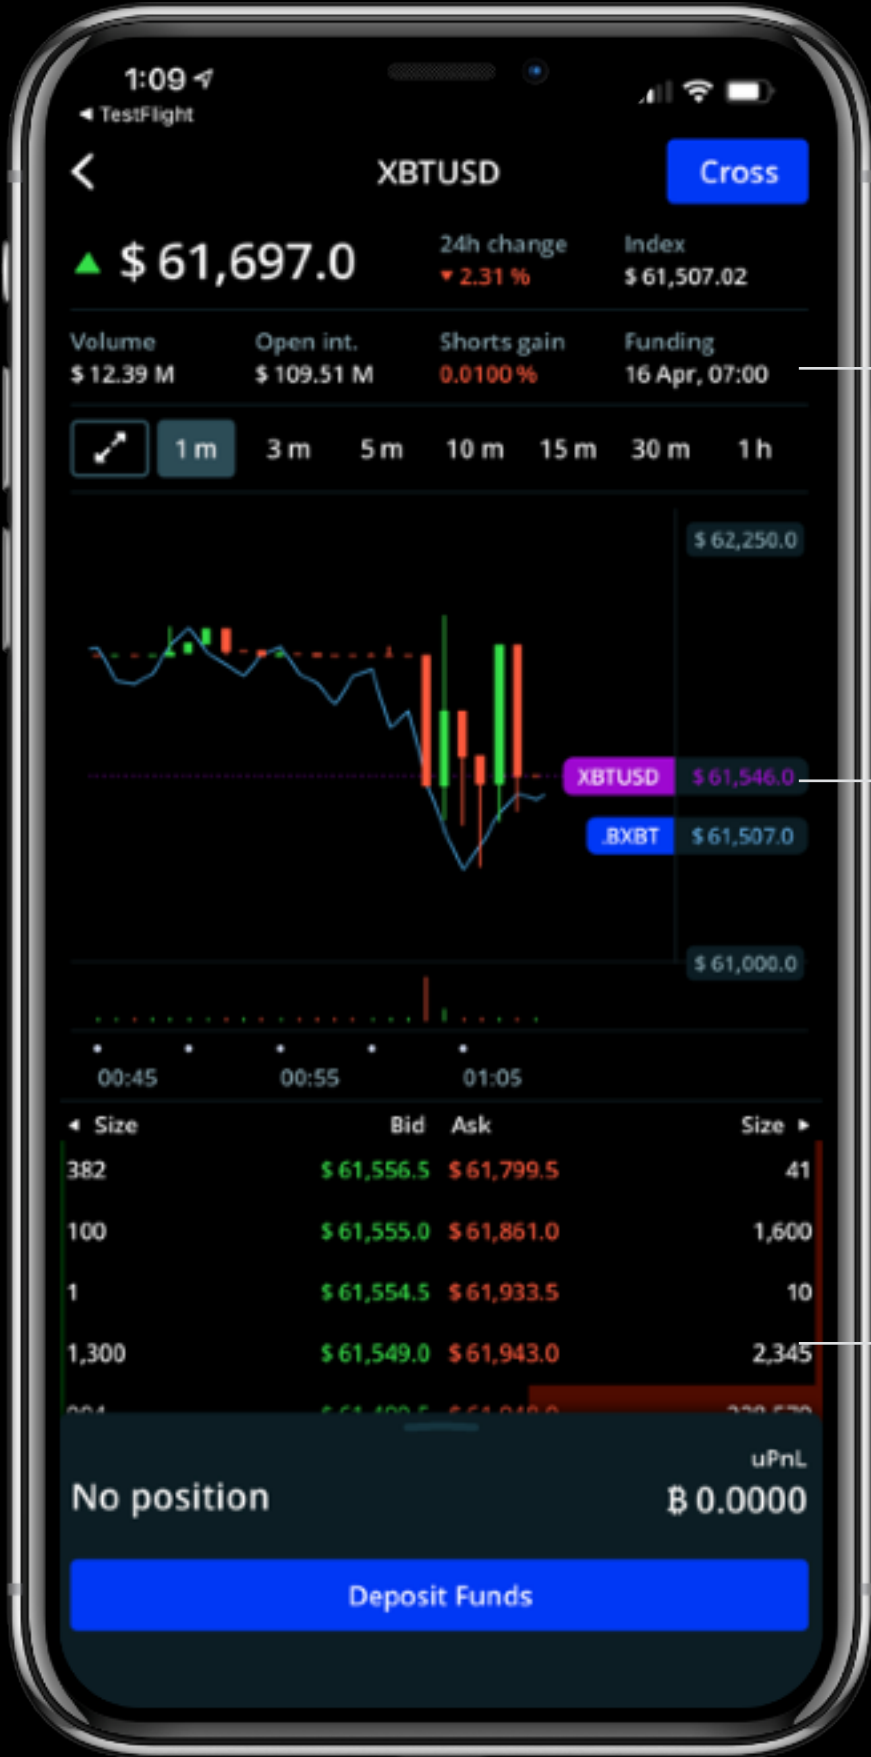 1:09
◀ TestFlight
XBTUSD
Cross
$ 61,697.0
24h change
▼ 2.31 %
Index
$ 61,507.02
Volume
$ 12.39 M
Open int.
$ 109.51 M
Shorts gain
0.0100 %
Funding
16 Apr, 07:00
1 m 3 m 5 m 10 m 15 m 30 m 1 h
$ 62,250.0
XBTUSD $ 61,546.0
.BXBT $ 61,507.0
$ 61,000.0
00:45 00:55 01:05
◀ Size Bid Ask Size ▶
382 $ 61,556.5 $ 61,799.5 41
100 $ 61,555.0 $ 61,861.0 1,600
1 $ 61,554.5 $ 61,933.5 10
1,300 $ 61,549.0 $ 61,943.0 2,345
uPnL
No position ₿ 0.0000
Deposit Funds